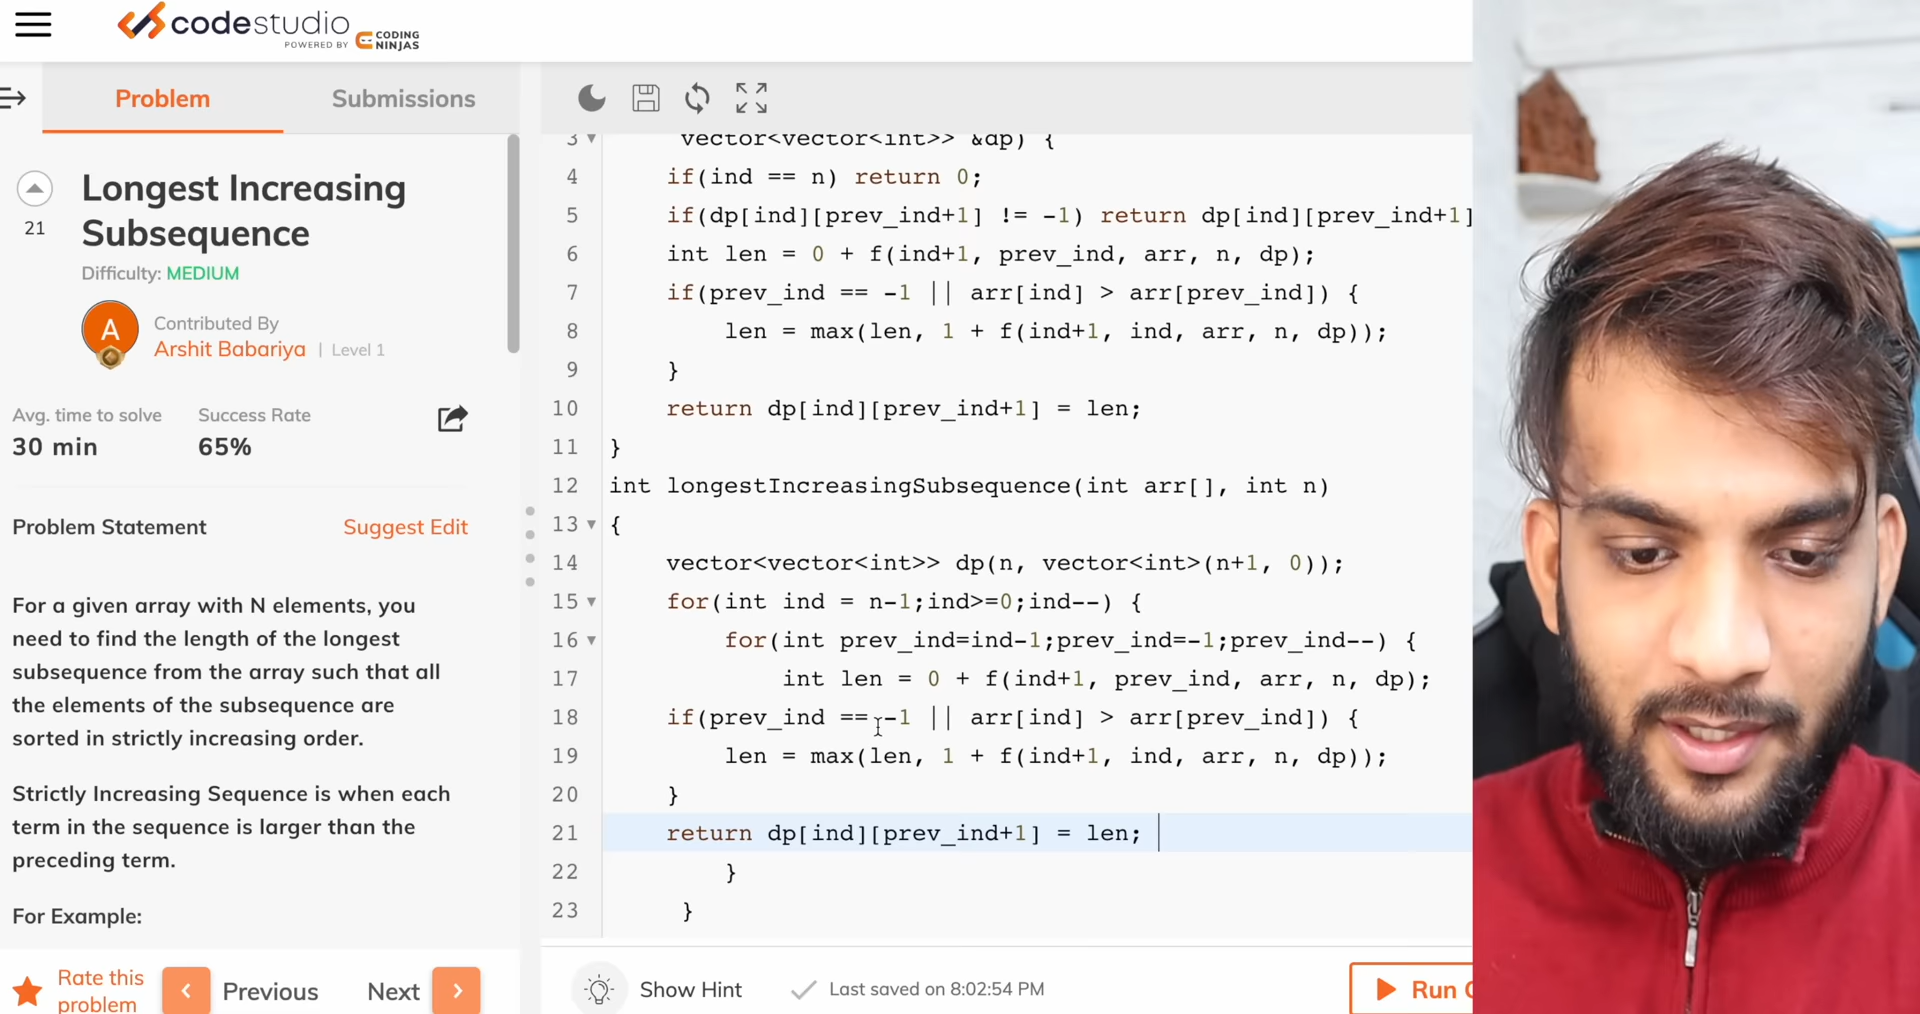 codestudio
POWERED BY CODING NINJAS
Problem
Submissions
21
Longest Increasing
Subsequence
Difficulty: MEDIUM
A
Contributed By
Arshit Babariya | Level 1
Avg. time to solve
30 min
Success Rate
65%
Problem Statement
Suggest Edit
For a given array with N elements, you
need to find the length of the longest
subsequence from the array such that all
the elements of the subsequence are
sorted in strictly increasing order.
Strictly Increasing Sequence is when each
term in the sequence is larger than the
preceding term.
For Example:
Rate this
problem
Previous
Next
3 vector<vector<int>> &dp) {
4 if(ind == n) return 0;
5 if(dp[ind][prev_ind+1] != -1) return dp[ind][prev_ind+1]
6 int len = 0 + f(ind+1, prev_ind, arr, n, dp);
7 if(prev_ind == -1 || arr[ind] > arr[prev_ind]) {
8 len = max(len, 1 + f(ind+1, ind, arr, n, dp));
9 }
10 return dp[ind][prev_ind+1] = len;
11 }
12 int longestIncreasingSubsequence(int arr[], int n)
13 {
14 vector<vector<int>> dp(n, vector<int>(n+1, 0));
15 for(int ind = n-1;ind>=0;ind--) {
16 for(int prev_ind=ind-1;prev_ind=-1;prev_ind--) {
17 int len = 0 + f(ind+1, prev_ind, arr, n, dp);
18 if(prev_ind == -1 || arr[ind] > arr[prev_ind]) {
19 len = max(len, 1 + f(ind+1, ind, arr, n, dp));
20 }
21 return dp[ind][prev_ind+1] = len;
22 }
23 }
Show Hint
Last saved on 8:02:54 PM
Run